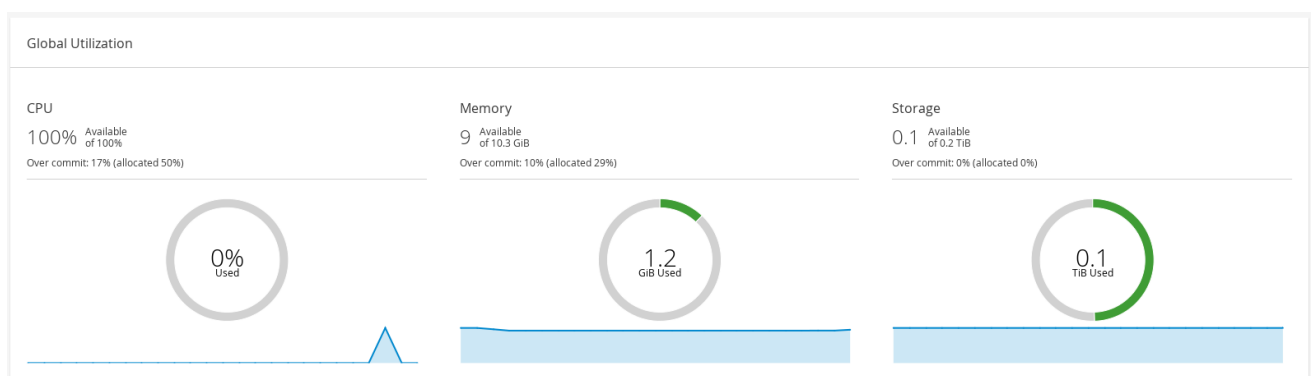 Global Utilization
CPU
100% Available of 100%
Over commit: 17% (allocated 50%)
0%
Used
Memory
9 Available of 10.3 GiB
Over commit: 10% (allocated 29%)
1.2
GiB Used
Storage
0.1 Available of 0.2 TiB
Over commit: 0% (allocated 0%)
0.1
TiB Used